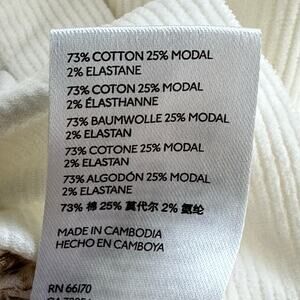 73% COTTON 25% MODAL
2% ELASTANE
73% COTON 25% MODAL
2% ÉLASTHANNE
73% BAUMWOLLE 25% MODAL
2% ELASTAN
73% COTONE 25% MODAL
2% ELASTAN
73% ALGODÓN 25% MODAL
2% ELASTANE
73% 棉 25% 莫代尔 2% 氨纶
MADE IN CAMBODIA
HECHO EN CAMBOYA
RN 66170